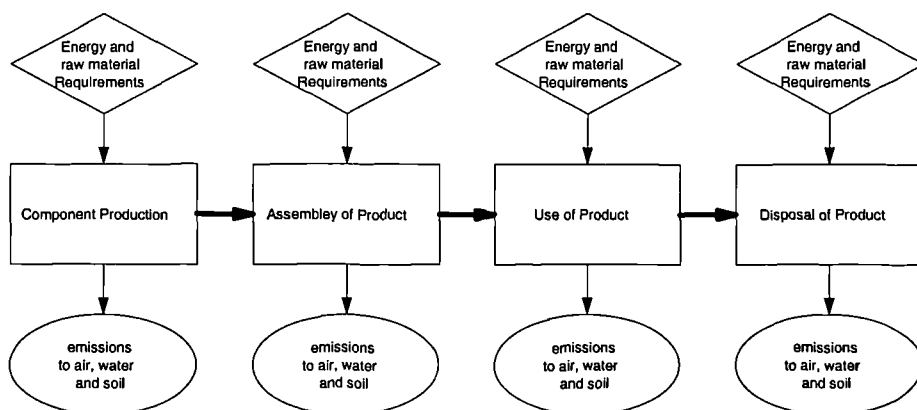 Energy and
raw material
Requirements
Energy and
raw material
Requirements
Energy and
raw material
Requirements
Energy and
raw material
Requirements
Component Production
Assembley of Product
Use of Product
Disposal of Product
emissions
to air, water
and soil
emissions
to air, water
and soil
emissions
to air, water
and soil
emissions
to air, water
and soil